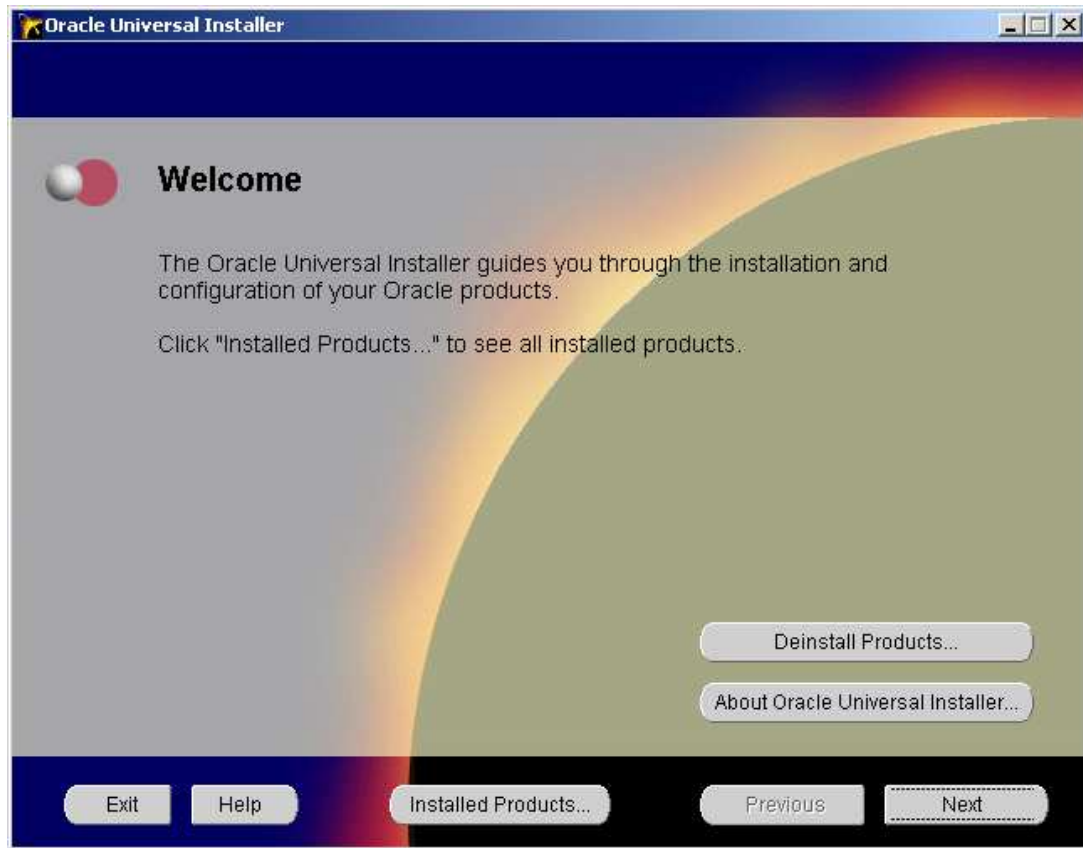 Oracle Universal Installer
Welcome
The Oracle Universal Installer guides you through the installation and
configuration of your Oracle products.
Click "Installed Products..." to see all installed products.
Deinstall Products...
About Oracle Universal Installer...
Exit
Help
Installed Products...
Previous
Next